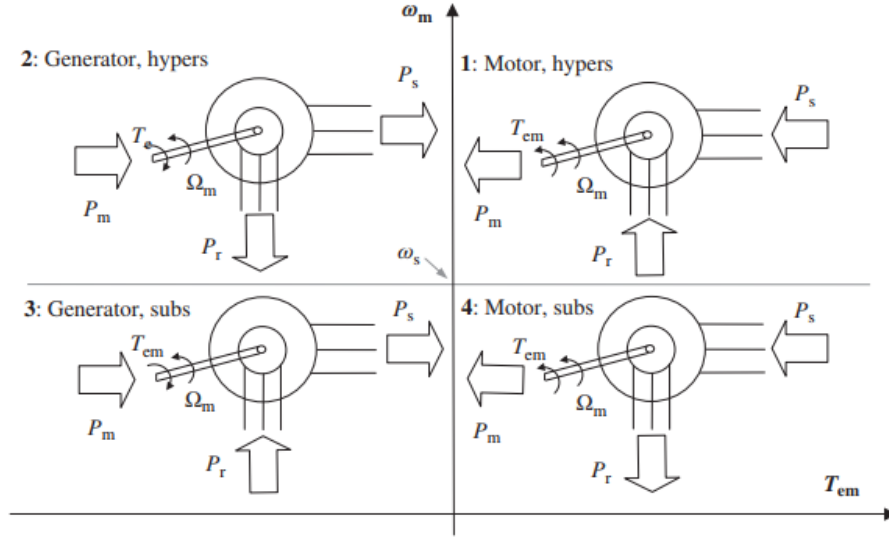 ωm
2: Generator, hypers
Ps
Te
Ωm
Pm
Pr
1: Motor, hypers
Ps
Tem
Ωm
Pm
Pr
ωs
3: Generator, subs
Ps
Tem
Ωm
Pm
Pr
4: Motor, subs
Ps
Tem
Ωm
Pm
Pr
Tem